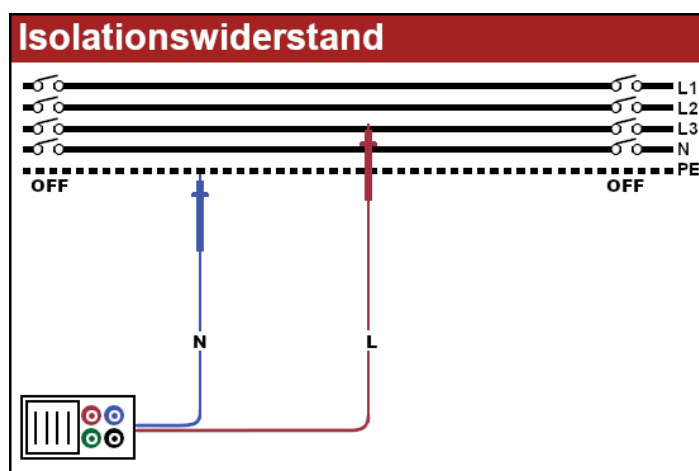 Isolationswiderstand
L1
L2
L3
N
PE
OFF OFF
N L